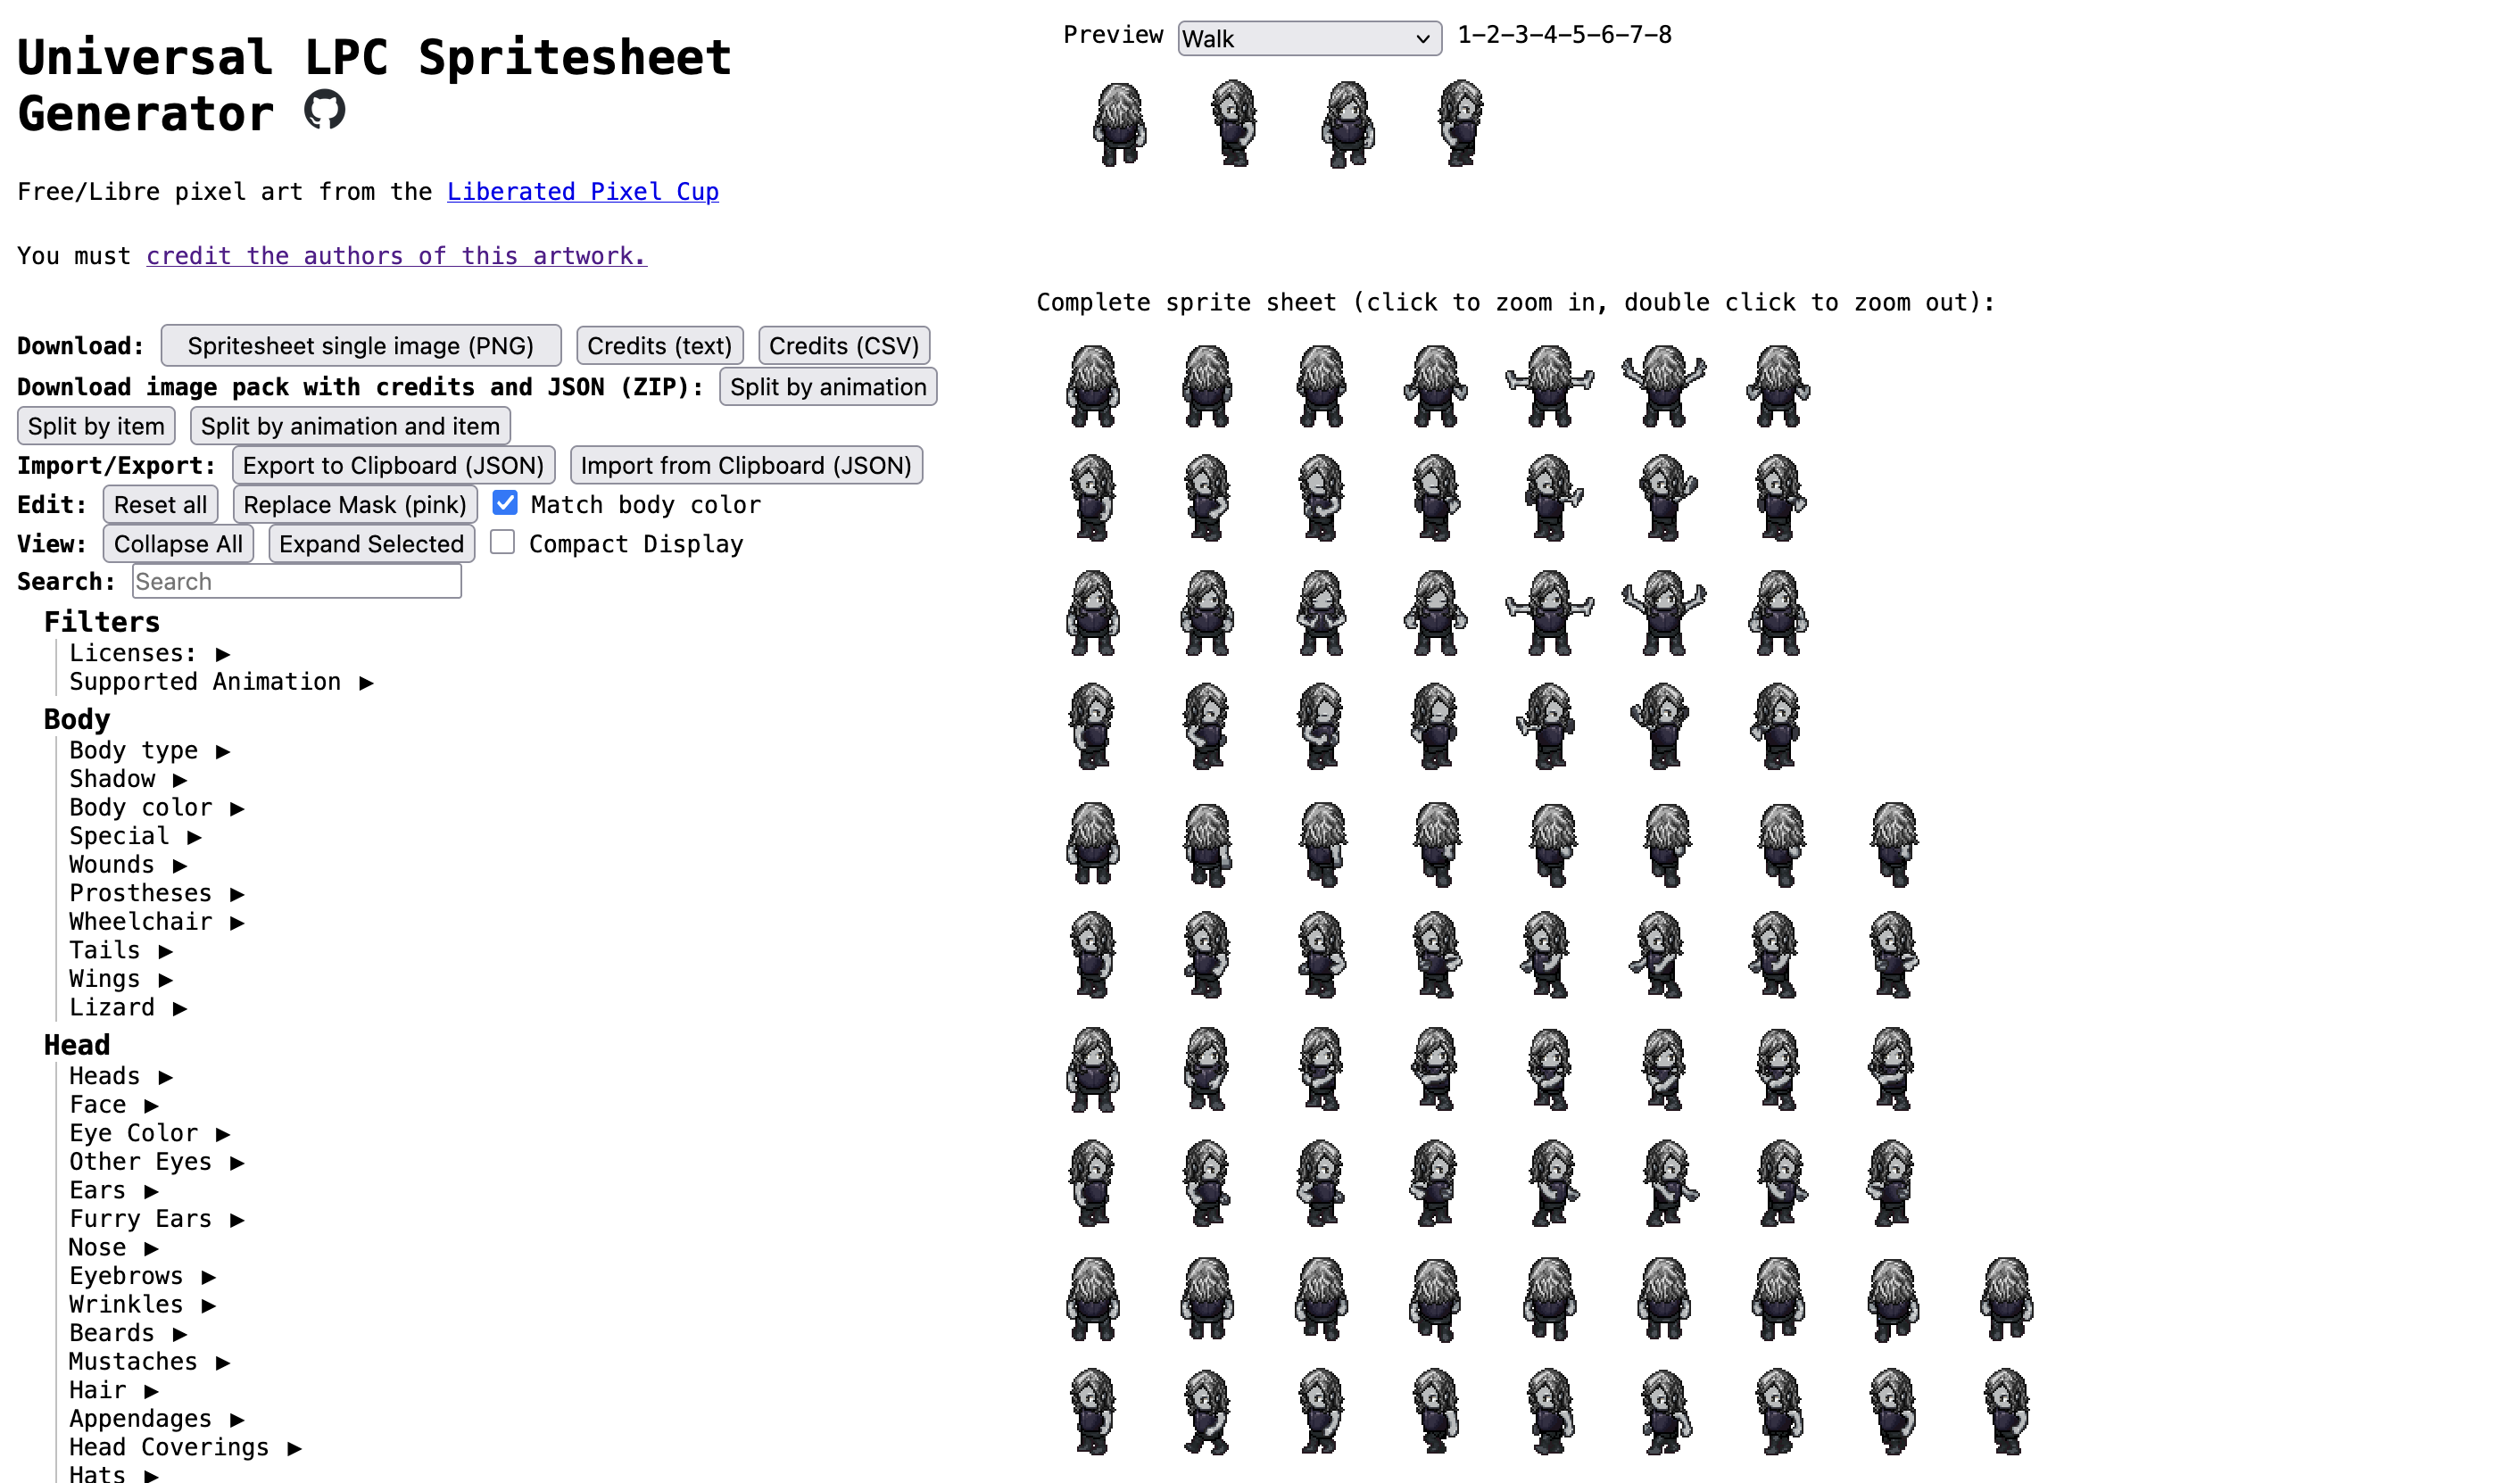 Universal LPC Spritesheet
Generator
Free/Libre pixel art from the Liberated Pixel Cup
You must credit the authors of this artwork.
Download: Spritesheet single image (PNG) Credits (text) Credits (CSV)
Download image pack with credits and JSON (ZIP): Split by animation
Split by item Split by animation and item
Import/Export: Export to Clipboard (JSON) Import from Clipboard (JSON)
Edit: Reset all Replace Mask (pink) Match body color
View: Collapse All Expand Selected Compact Display
Search: Search
Filters
Licenses: ▶
Supported Animation ▶
Body
Body type ▶
Shadow ▶
Body color ▶
Special ▶
Wounds ▶
Prostheses ▶
Wheelchair ▶
Tails ▶
Wings ▶
Lizard ▶
Head
Heads ▶
Face ▶
Eye Color ▶
Other Eyes ▶
Ears ▶
Furry Ears ▶
Nose ▶
Eyebrows ▶
Wrinkles ▶
Beards ▶
Mustaches ▶
Hair ▶
Appendages ▶
Head Coverings ▶
Hats ▶
Preview Walk 1-2-3-4-5-6-7-8
Complete sprite sheet (click to zoom in, double click to zoom out):